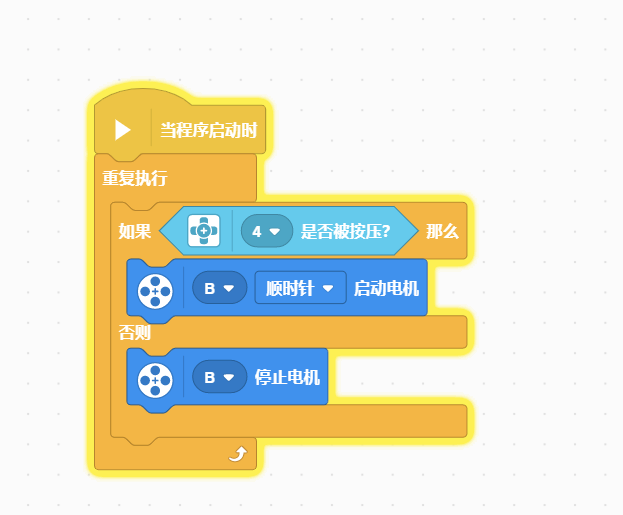 当程序启动时
重复执行
如果 4 是否被按压? 那么
B 顺时针 启动电机
否则
B 停止电机